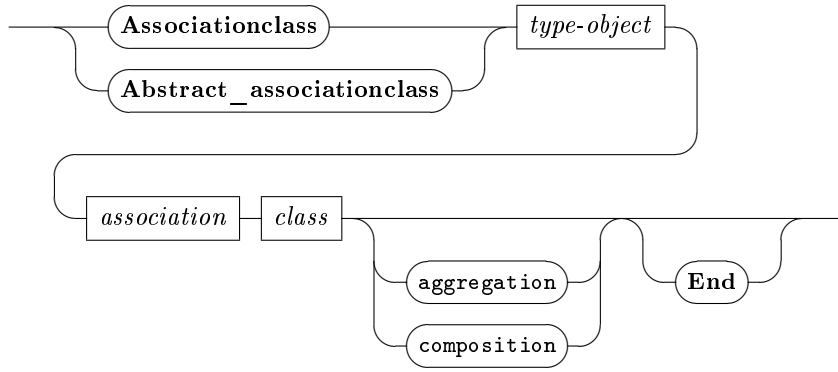 Associationclass type-object
Abstract_associationclass
association class
aggregation End
composition